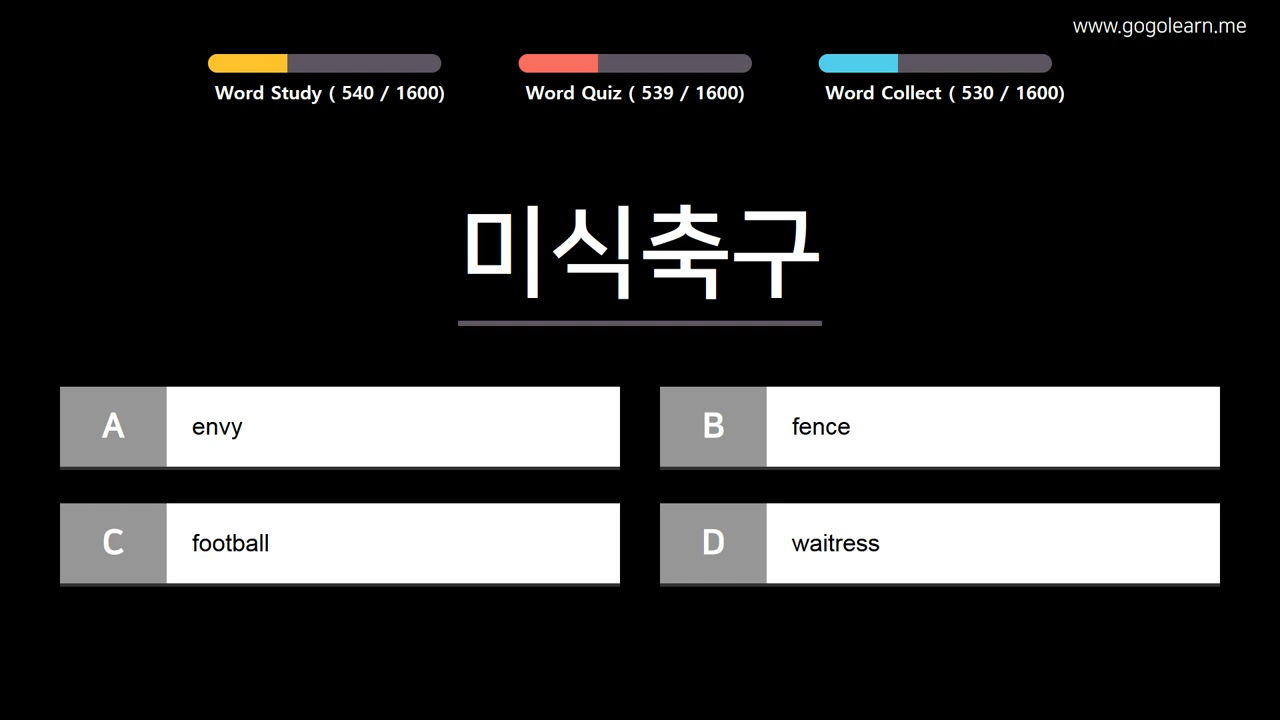 www.gogolearn.me
Word Study ( 540 / 1600)
Word Quiz ( 539 / 1600)
Word Collect ( 530 / 1600)
미식축구
A envy
B fence
C football
D waitress